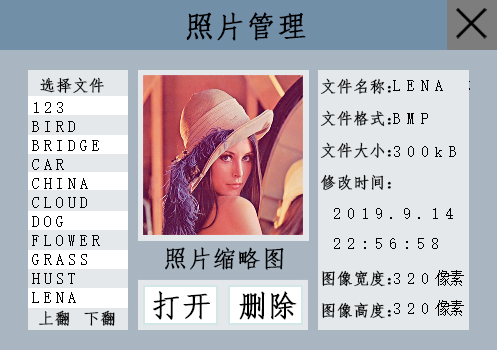 照片管理
选择文件
123
BIRD
BRIDGE
CAR
CHINA
CLOUD
DOG
FLOWER
GRASS
HUST
LENA
上翻 下翻
照片缩略图
打开 删除
文件名称:LENA
文件格式:BMP
文件大小:300kB
修改时间:
2019.9.14
22:56:58
图像宽度:320像素
图像高度:320像素